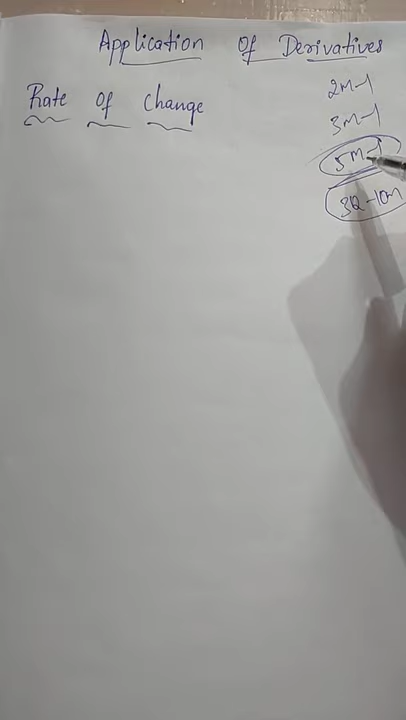 Application Of Derivatives
Rate of change
2M-1
3M-1
5M-1
3Q-10M